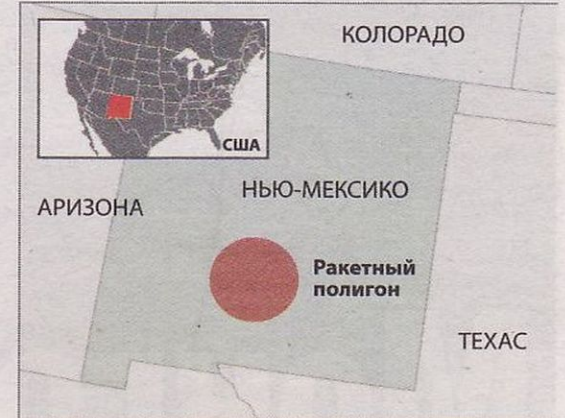 КОЛОРАДО
США
АРИЗОНА
НЬЮ-МЕКСИКО
Ракетный
полигон
ТЕХАС